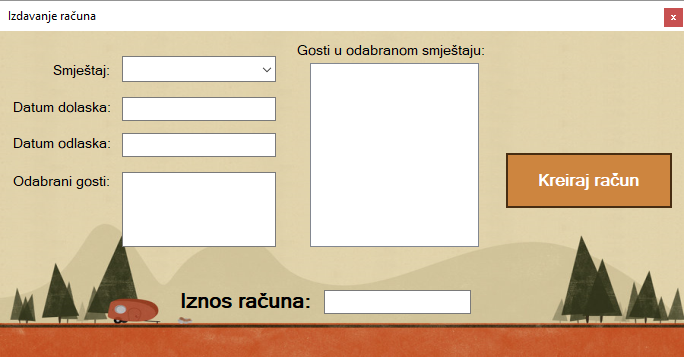 Izdavanje računa
x
Gosti u odabranom smještaju:
Smještaj:
Datum dolaska:
Datum odlaska:
Odabrani gosti:
Kreiraj račun
Iznos računa: